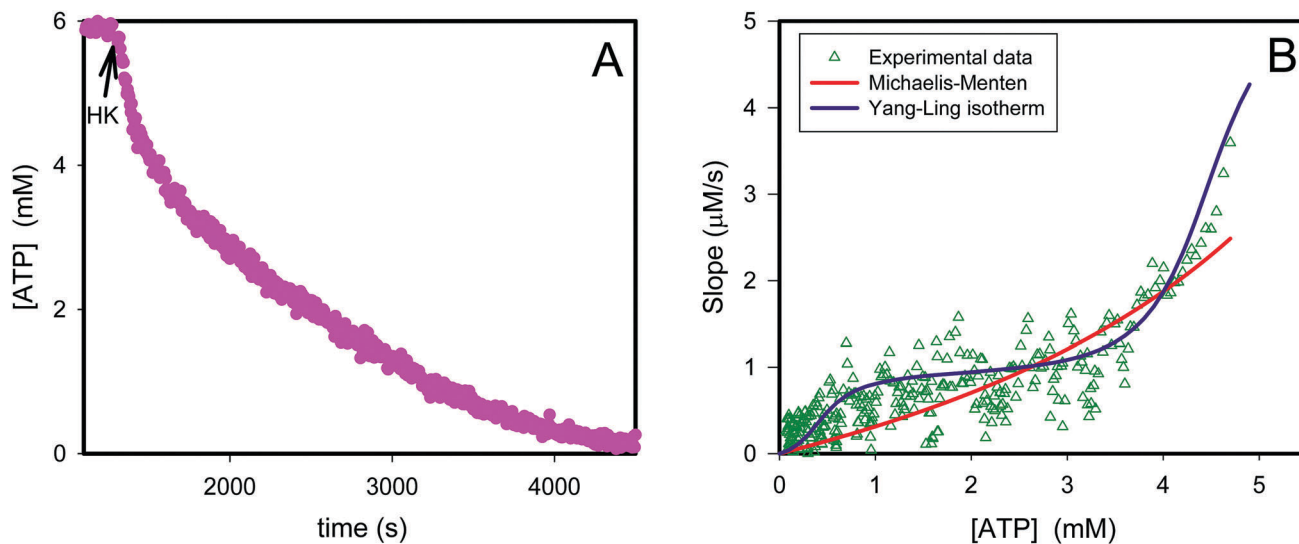 A
HK
[ATP] (mM)
6
4
2
0
2000 3000 4000
time (s)
B
Experimental data
Michaelis-Menten
Yang-Ling isotherm
Slope (μM/s)
5
4
3
2
1
0
0 1 2 3 4 5
[ATP] (mM)